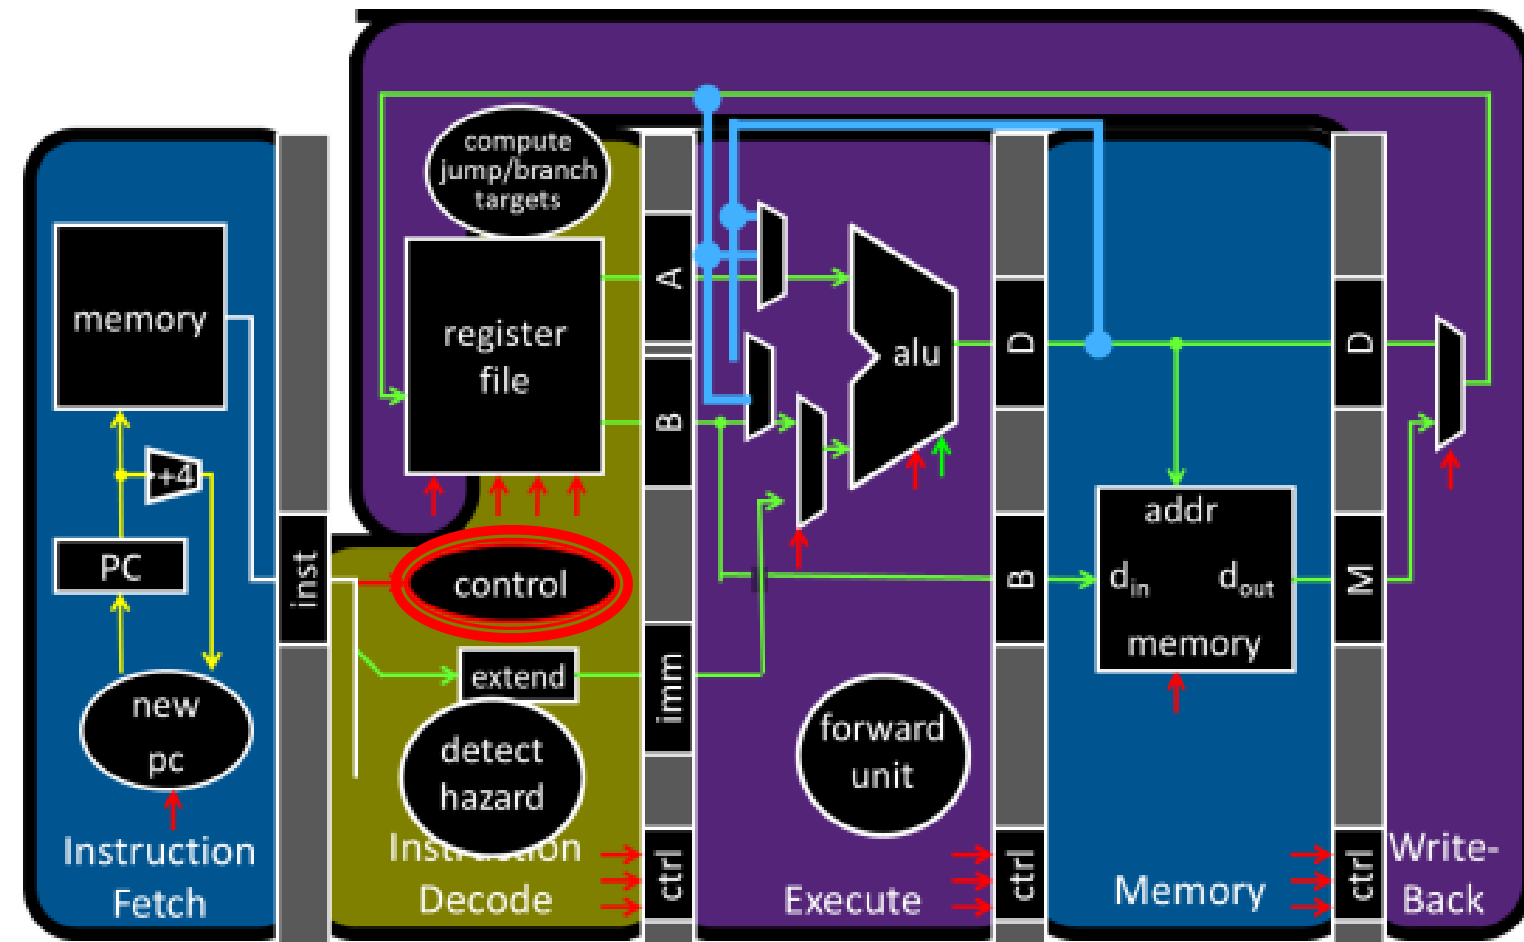 compute
jump/branch
targets
memory
+4
PC
new
pc
Instruction
Fetch
inst
register
file
control
extend
detect
hazard
Instruction
Decode
A
B
imm
ctrl
alu
forward
unit
Execute
D
B
ctrl
addr
din dout
memory
Memory
D
M
ctrl
Write-
Back